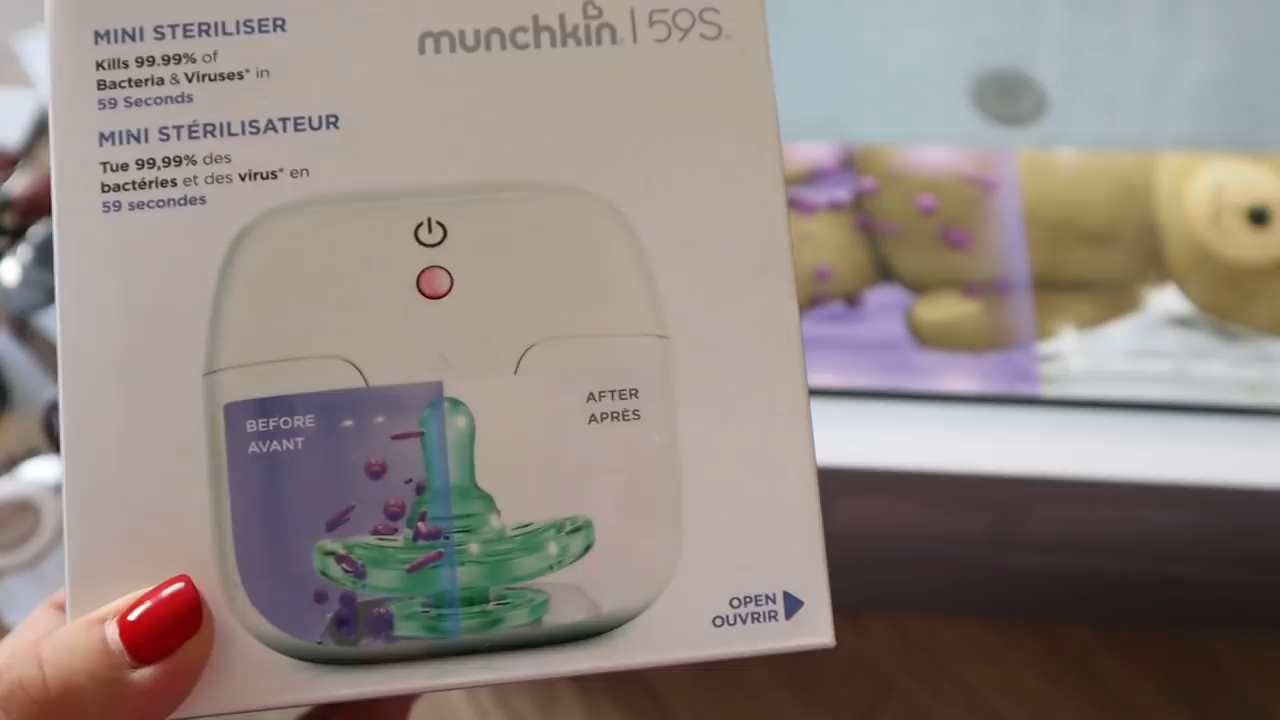 MINI STERILISER
Kills 99.99% of
Bacteria & Viruses* in
59 Seconds
MINI STÉRILISATEUR
Tue 99,99% des
bactéries et des virus* en
59 secondes
munchkin. | 59S.
BEFORE
AVANT
AFTER
APRÈS
OPEN
OUVRIR